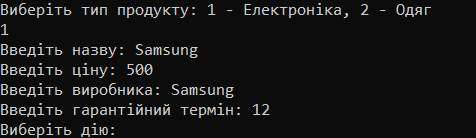 Виберіть тип продукту: 1 - Електроніка, 2 - Одяг
1
Введіть назву: Samsung
Введіть ціну: 500
Введіть виробника: Samsung
Введіть гарантійний термін: 12
Виберіть дію: